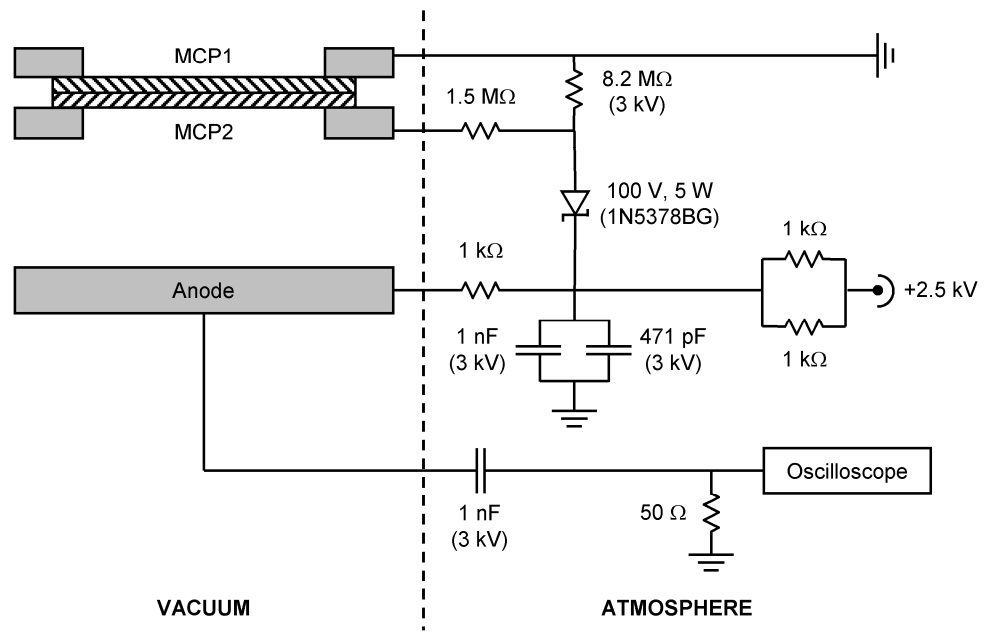 MCP1
8.2 MΩ
(3 kV)
1.5 MΩ
MCP2
100 V, 5 W
(1N5378BG)
1 kΩ
1 kΩ
Anode
+2.5 kV
1 nF
(3 kV)
471 pF
(3 kV)
1 kΩ
Oscilloscope
1 nF
(3 kV)
50 Ω
VACUUM
ATMOSPHERE